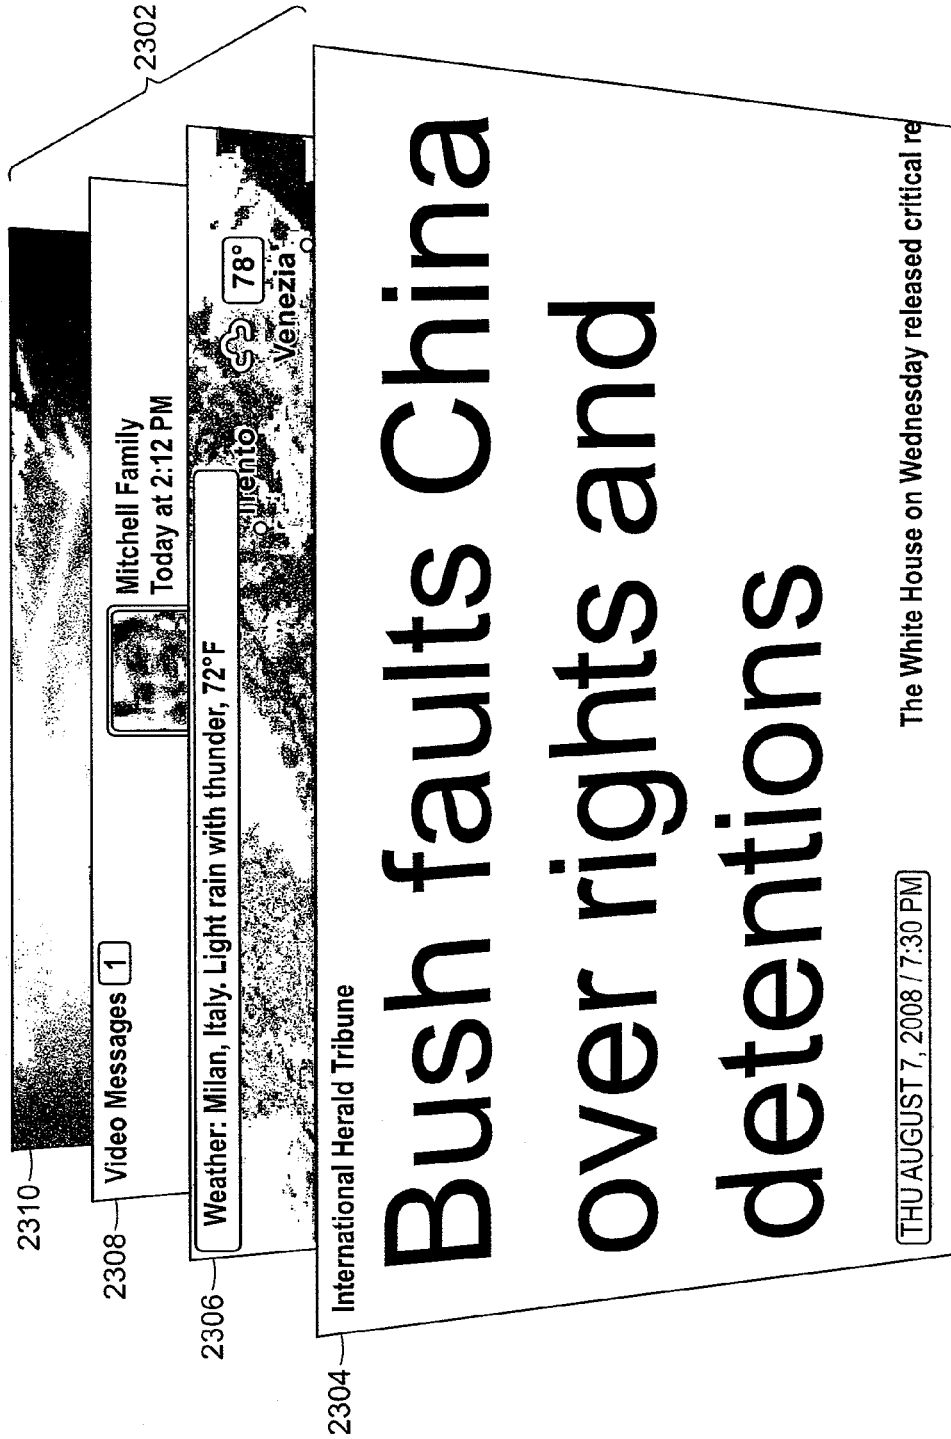 2302
2310
2308
2306
2304
Video Messages 1
Mitchell Family
Today at 2:12 PM
Weather: Milan, Italy. Light rain with thunder, 72°F
Trento
78°
Venezia
International Herald Tribune
Bush faults China
over rights and
detentions
THU AUGUST 7, 2008 / 7:30 PM
The White House on Wednesday released critical re